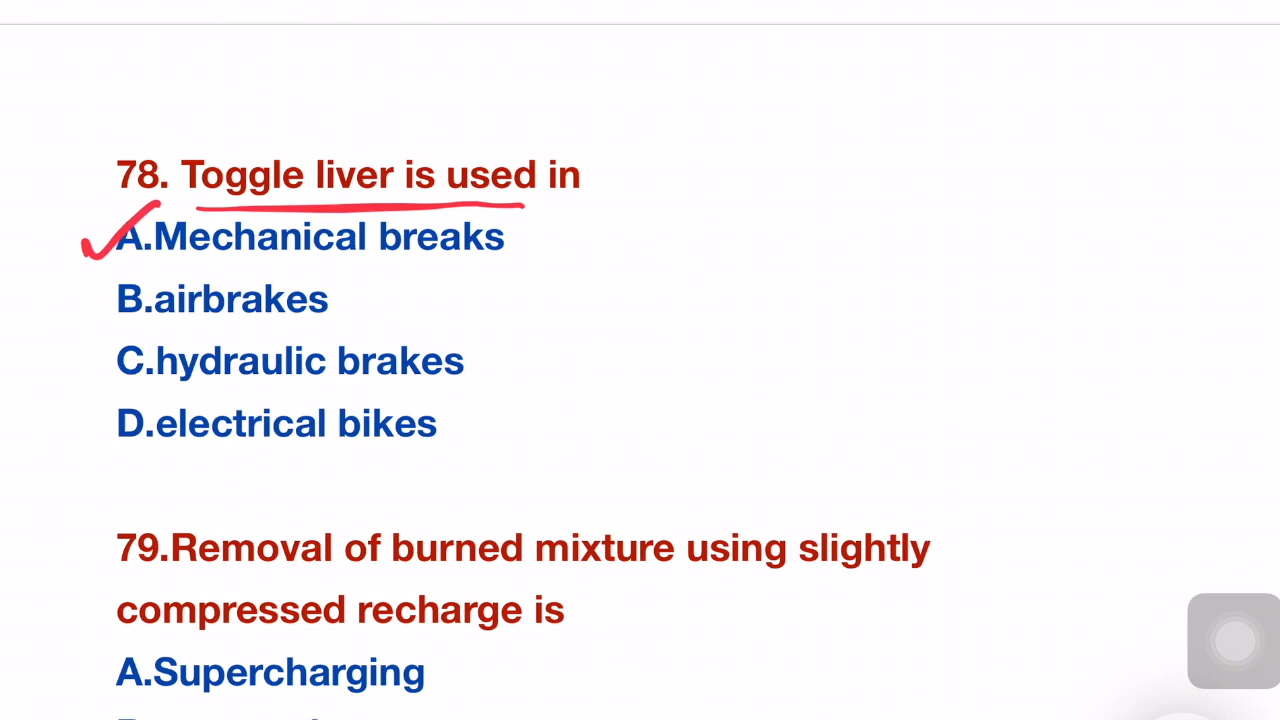 78. Toggle liver is used in
A.Mechanical breaks
B.airbrakes
C.hydraulic brakes
D.electrical bikes
79.Removal of burned mixture using slightly
compressed recharge is
A.Supercharging